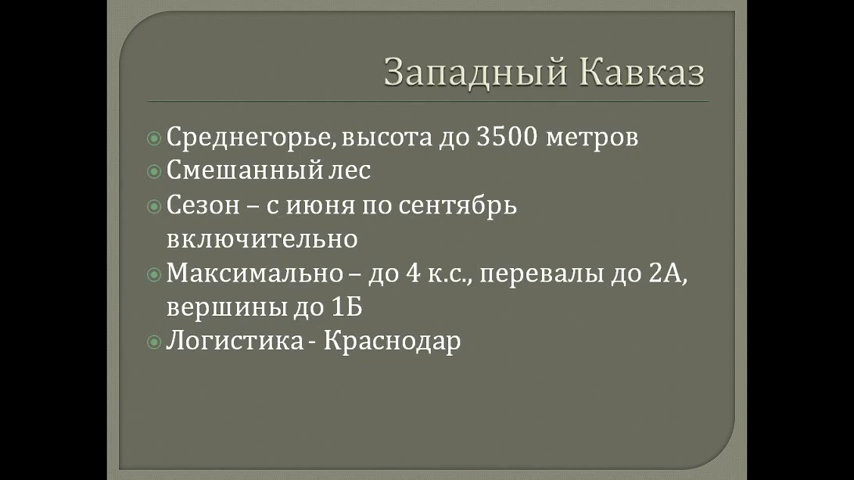 Западный Кавказ
Среднегорье, высота до 3500 метров
Смешанный лес
Сезон – с июня по сентябрь
включительно
Максимально – до 4 к.с., перевалы до 2А,
вершины до 1Б
Логистика - Краснодар